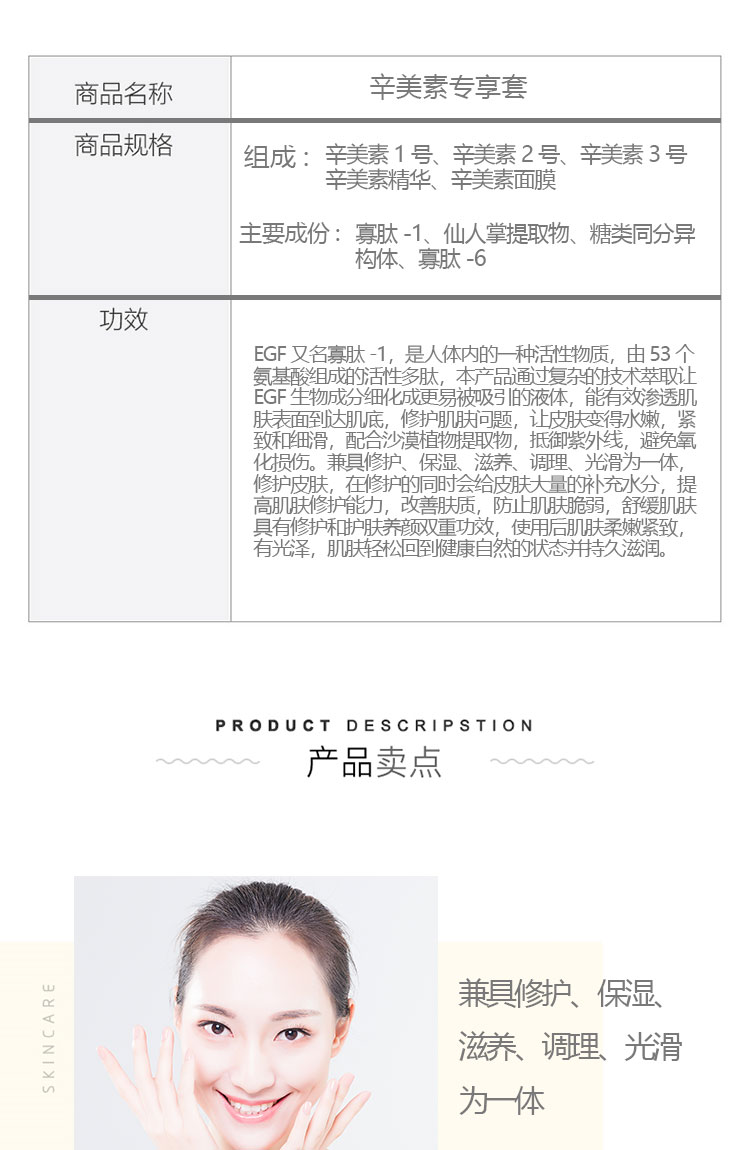 商品名称
辛美素专享套
商品规格
组成：辛美素1号、辛美素2号、辛美素3号
辛美素精华、辛美素面膜
主要成份：寡肽-1、仙人掌提取物、糖类同分异
构体、寡肽-6
功效
EGF又名寡肽-1，是人体内的一种活性物质，由53个
氨基酸组成的活性多肽，本产品通过复杂的技术萃取让
EGF生物成分细化成更易被吸引的液体，能有效渗透肌
肤表面到达肌底，修护肌肤问题，让皮肤变得水嫩，紧
致和细滑，配合沙漠植物提取物，抵御紫外线，避免氧
化损伤。兼具修护、保湿、滋养、调理、光滑为一体，
修护皮肤，在修护的同时会给皮肤大量的补充水分，提
高肌肤修护能力，改善肤质，防止肌肤脆弱，舒缓肌肤
具有修护和护肤养颜双重功效，使用后肌肤柔嫩紧致，
有光泽，肌肤轻松回到健康自然的状态并持久滋润。
PRODUCT DESCRIPSTION
产品卖点
SKINCARE
兼具修护、保湿、
滋养、调理、光滑
为一体